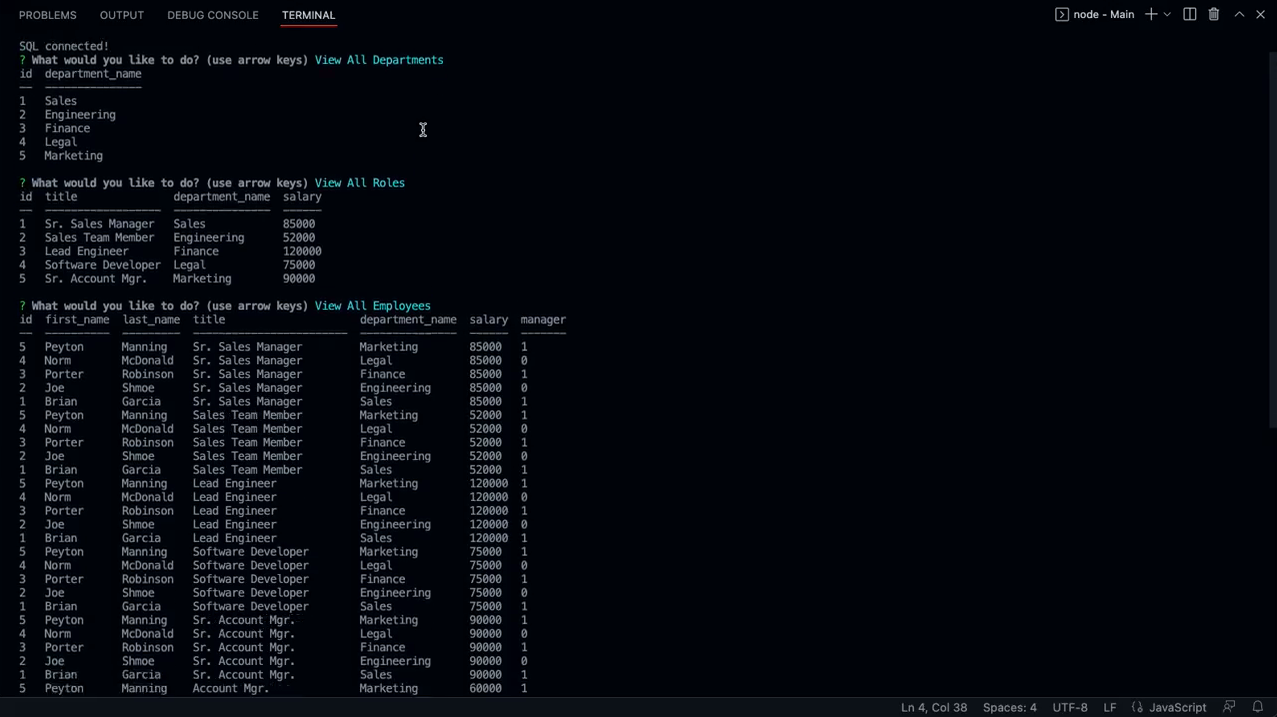 PROBLEMS OUTPUT DEBUG CONSOLE TERMINAL node - Main
SQL connected!
? What would you like to do? (use arrow keys) View All Departments
id department_name
1 Sales
2 Engineering
3 Finance
4 Legal
5 Marketing
? What would you like to do? (use arrow keys) View All Roles
id title department_name salary
1 Sr. Sales Manager Sales 85000
2 Sales Team Member Engineering 52000
3 Lead Engineer Finance 120000
4 Software Developer Legal 75000
5 Sr. Account Mgr. Marketing 90000
? What would you like to do? (use arrow keys) View All Employees
id first_name last_name title department_name salary manager
5 Peyton Manning Sr. Sales Manager Marketing 85000 1
4 Norm McDonald Sr. Sales Manager Legal 85000 0
3 Porter Robinson Sr. Sales Manager Finance 85000 1
2 Joe Shmoe Sr. Sales Manager Engineering 85000 0
1 Brian Garcia Sr. Sales Manager Sales 85000 1
5 Peyton Manning Sales Team Member Marketing 52000 1
4 Norm McDonald Sales Team Member Legal 52000 0
3 Porter Robinson Sales Team Member Finance 52000 1
2 Joe Shmoe Sales Team Member Engineering 52000 0
1 Brian Garcia Sales Team Member Sales 52000 1
5 Peyton Manning Lead Engineer Marketing 120000 1
4 Norm McDonald Lead Engineer Legal 120000 0
3 Porter Robinson Lead Engineer Finance 120000 1
2 Joe Shmoe Lead Engineer Engineering 120000 0
1 Brian Garcia Lead Engineer Sales 120000 1
5 Peyton Manning Software Developer Marketing 75000 1
4 Norm McDonald Software Developer Legal 75000 0
3 Porter Robinson Software Developer Finance 75000 1
2 Joe Shmoe Software Developer Engineering 75000 0
1 Brian Garcia Software Developer Sales 75000 1
5 Peyton Manning Sr. Account Mgr. Marketing 90000 1
4 Norm McDonald Sr. Account Mgr. Legal 90000 0
3 Porter Robinson Sr. Account Mgr. Finance 90000 1
2 Joe Shmoe Sr. Account Mgr. Engineering 90000 0
1 Brian Garcia Sr. Account Mgr. Sales 90000 1
5 Peyton Manning Account Mgr. Marketing 60000 1
Ln 4, Col 38 Spaces: 4 UTF-8 LF JavaScript